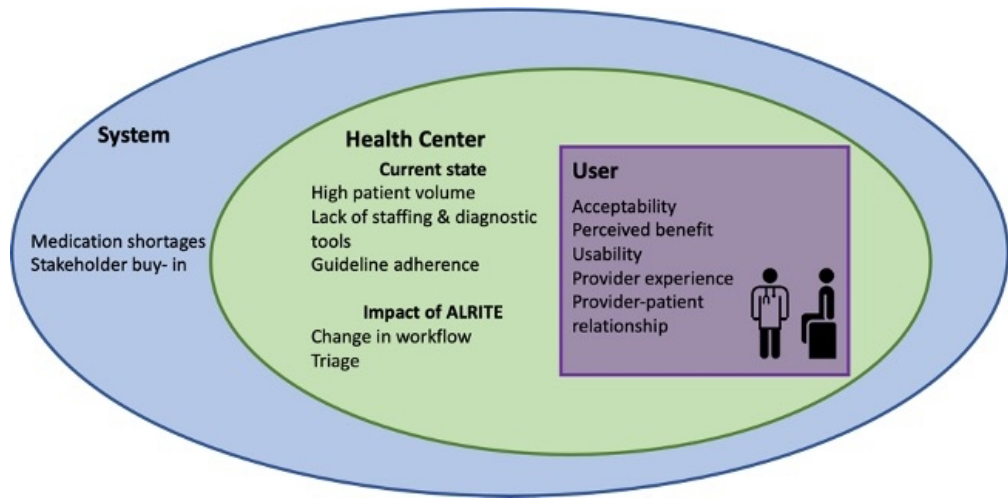 System
Medication shortages
Stakeholder buy- in
Health Center
Current state
High patient volume
Lack of staffing & diagnostic
tools
Guideline adherence
Impact of ALRITE
Change in workflow
Triage
User
Acceptability
Perceived benefit
Usability
Provider experience
Provider-patient
relationship